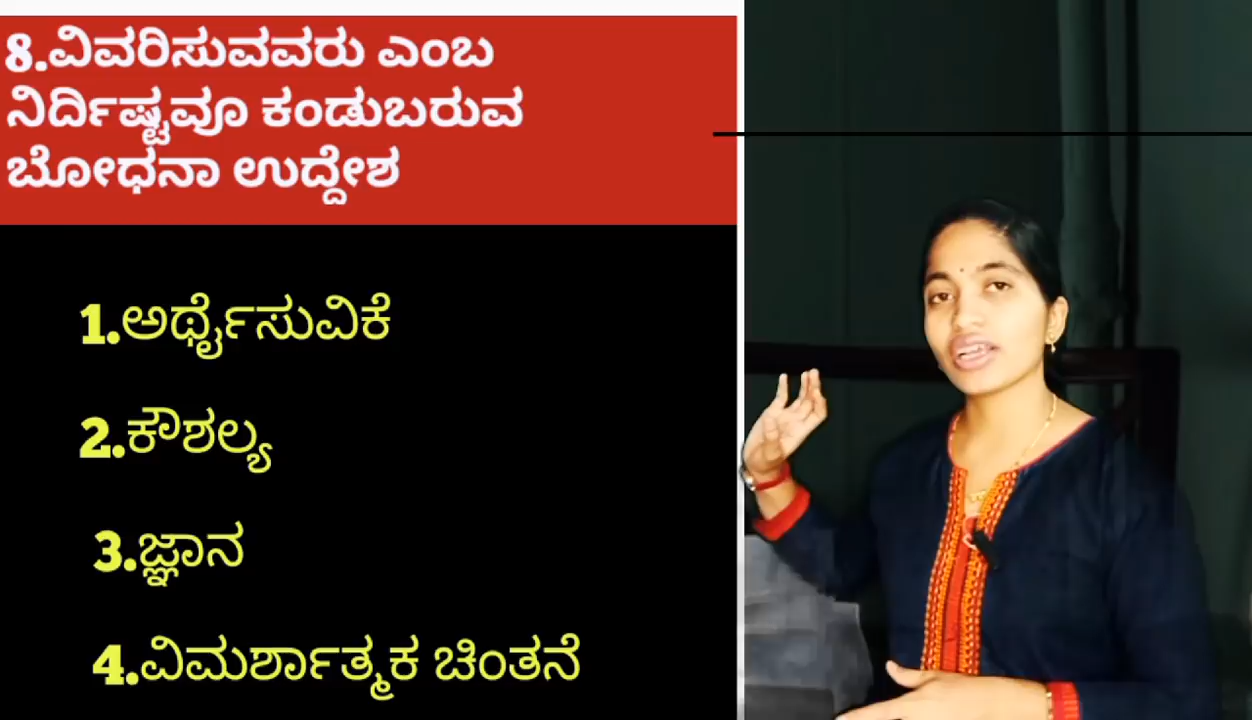 8.ವಿವರಿಸುವವರು ಎಂಬ
ನಿರ್ದಿಷ್ಟವೂ ಕಂಡುಬರುವ
ಬೋಧನಾ ಉದ್ದೇಶ
1.ಅರ್ಥೈಸುವಿಕೆ
2.ಕೌಶಲ್ಯ
3.ಜ್ಞಾನ
4.ವಿಮರ್ಶಾತ್ಮಕ ಚಿಂತನೆ